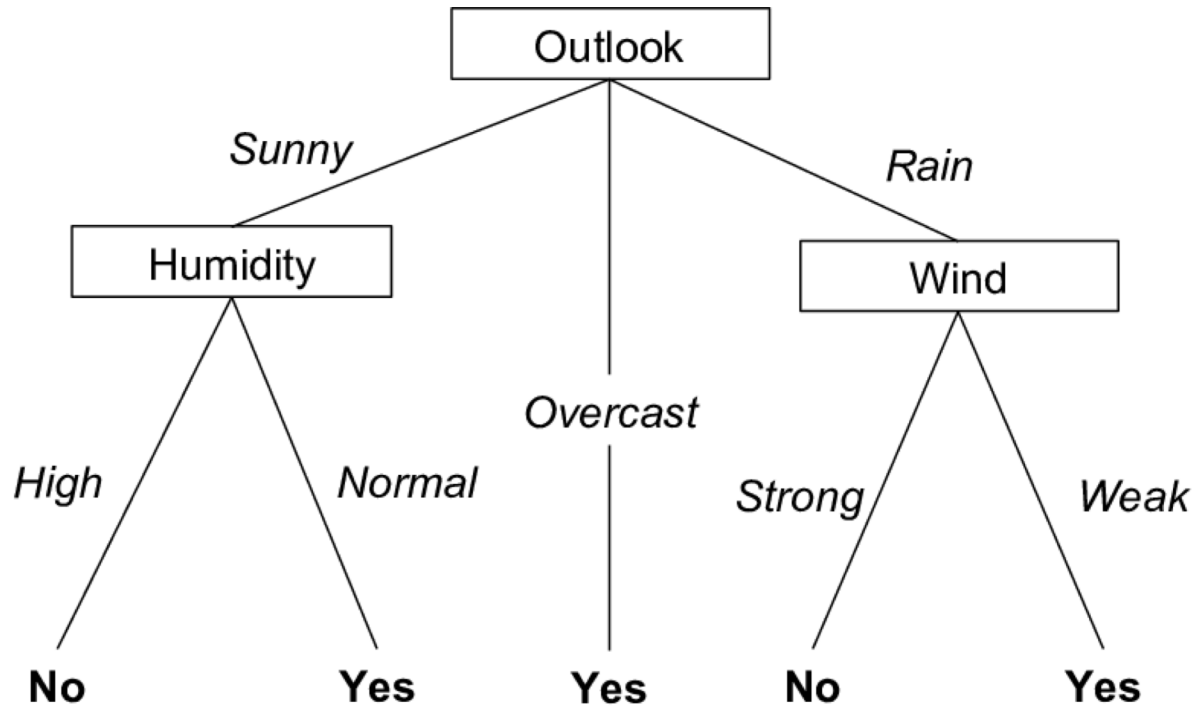 Outlook
Sunny
Rain
Humidity
Wind
Overcast
High
Normal
Strong
Weak
No
Yes
Yes
No
Yes